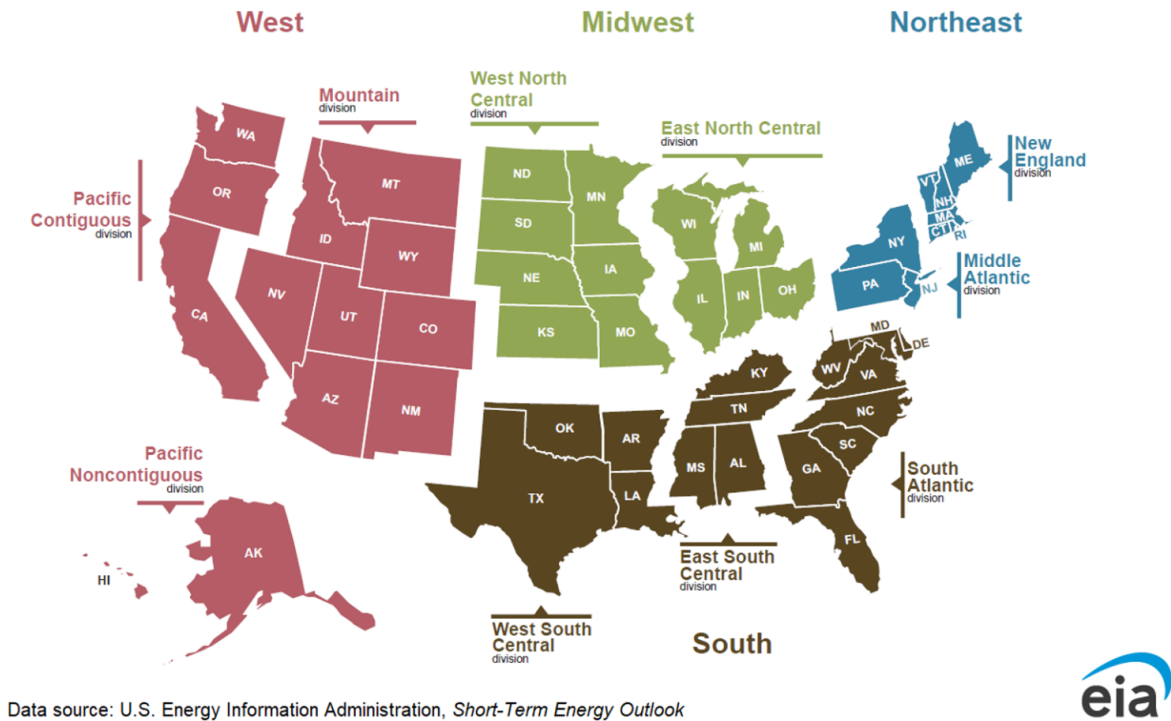 West
Midwest
Northeast
West North
Central
division
Mountain
division
East North Central
division
New
England
division
Pacific
Contiguous
division
Middle
Atlantic
division
WA
OR
CA
MT
ID
WY
NV
UT
CO
AZ
NM
ND
MN
SD
NE
IA
KS
MO
WI
MI
IL
IN
OH
ME
VT
NH
MA
CT
RI
NY
PA
NJ
MD
DE
WV
VA
KY
TN
NC
SC
OK
AR
TX
LA
MS
AL
GA
FL
Pacific
Noncontiguous
division
South
Atlantic
division
AK
HI
East South
Central
division
West South
Central
division
South
eia
Data source: U.S. Energy Information Administration, Short-Term Energy Outlook